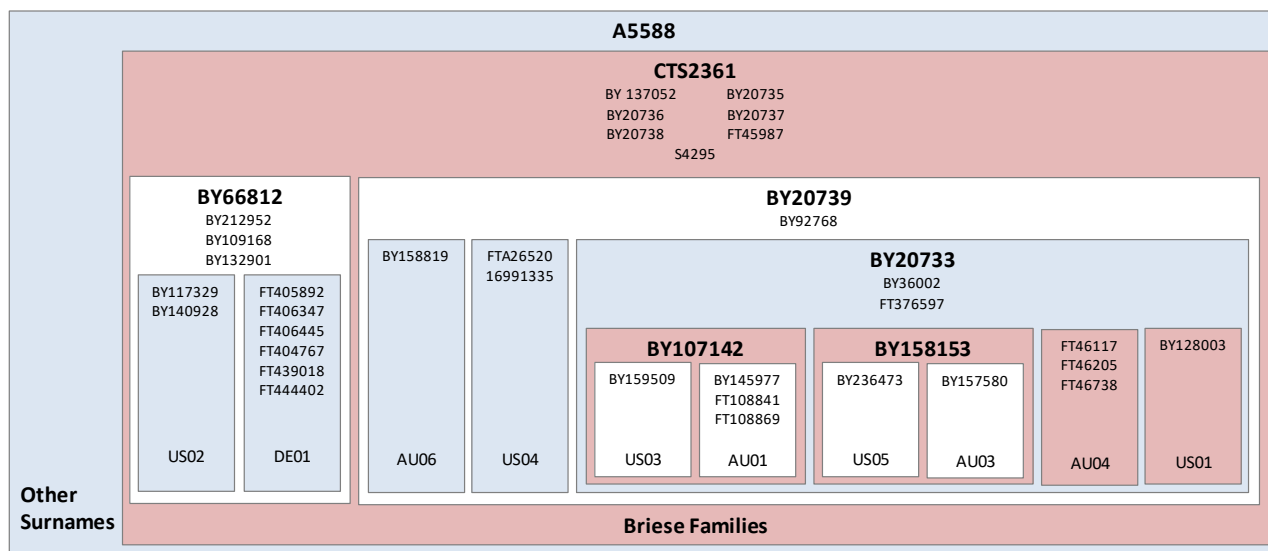 A5588
CTS2361
BY 137052 BY20735
BY20736 BY20737
BY20738 FT45987
S4295
BY66812
BY212952
BY109168
BY132901
BY117329
BY140928
US02
FT405892
FT406347
FT406445
FT404767
FT439018
FT444402
DE01
BY20739
BY92768
BY158819
AU06
FTA26520
16991335
US04
BY20733
BY36002
FT376597
BY107142
BY159509
US03
BY145977
FT108841
FT108869
AU01
BY158153
BY236473
US05
BY157580
AU03
FT46117
FT46205
FT46738
AU04
BY128003
US01
Other
Surnames
Briese Families